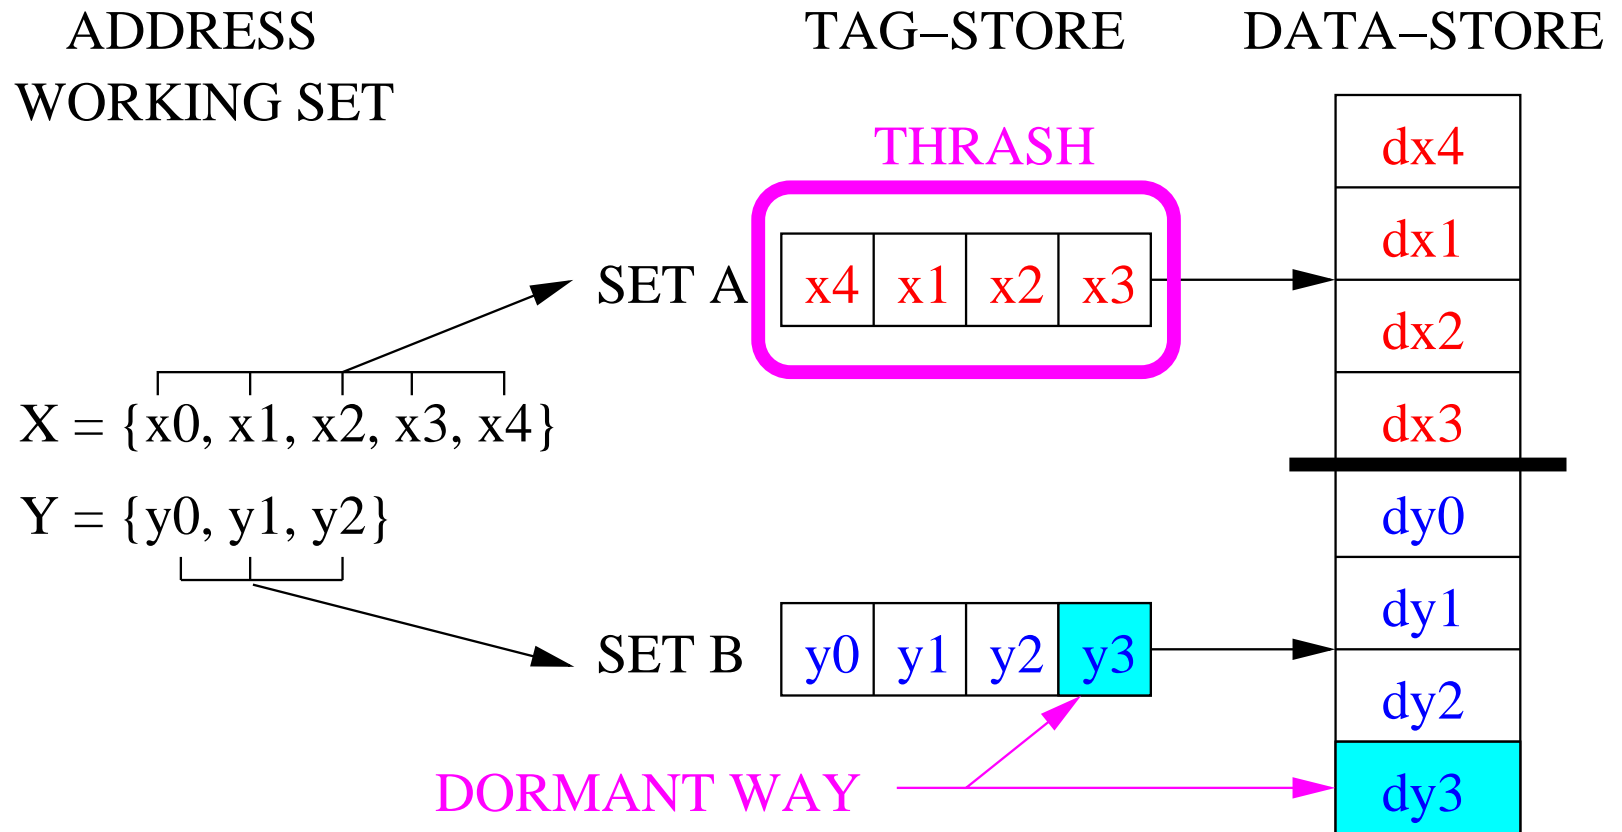 ADDRESS
WORKING SET
TAG–STORE
DATA–STORE
THRASH
SET A
x4 x1 x2 x3
dx4
dx1
dx2
dx3
X = {x0, x1, x2, x3, x4}
Y = {y0, y1, y2}
SET B
y0 y1 y2 y3
dy0
dy1
dy2
dy3
DORMANT WAY